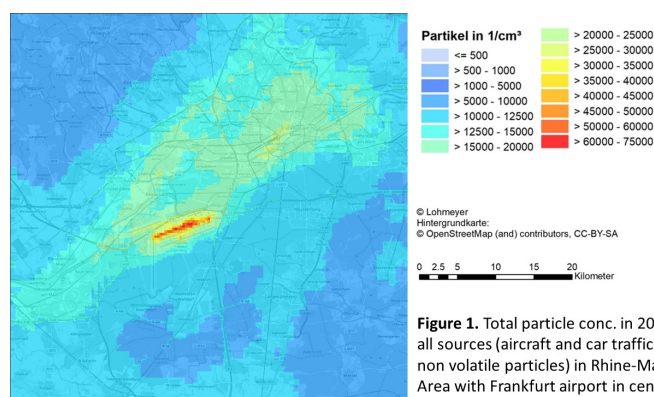 Partikel in 1/cm³
<= 500
> 500 - 1000
> 1000 - 5000
> 5000 - 10000
> 10000 - 12500
> 12500 - 15000
> 15000 - 20000
> 20000 - 25000
> 25000 - 30000
> 30000 - 35000
> 35000 - 40000
> 40000 - 45000
> 45000 - 50000
> 50000 - 60000
> 60000 - 75000
© Lohmeyer
Hintergrundkarte:
© OpenStreetMap (and) contributors, CC-BY-SA
0 2.5 5 10 15 20
Kilometer
Figure 1. Total particle conc. in 20
all sources (aircraft and car traffic
non volatile particles) in Rhine-Ma
Area with Frankfurt airport in cen